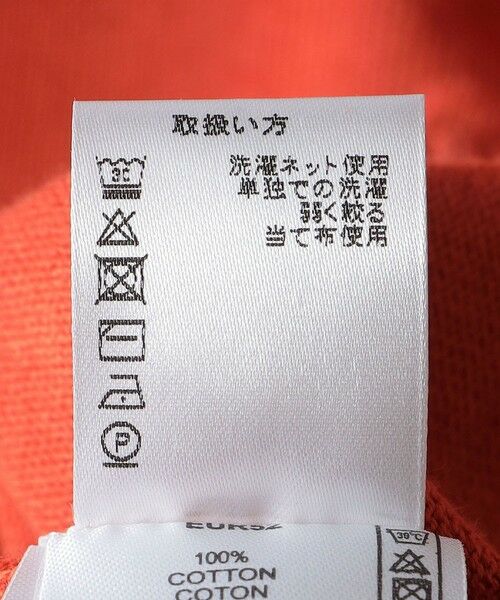 取扱い方
30
洗濯ネット使用
単独での洗濯
弱く絞る
当て布使用
P
EUR52
100%
COTTON
COTON
30°C